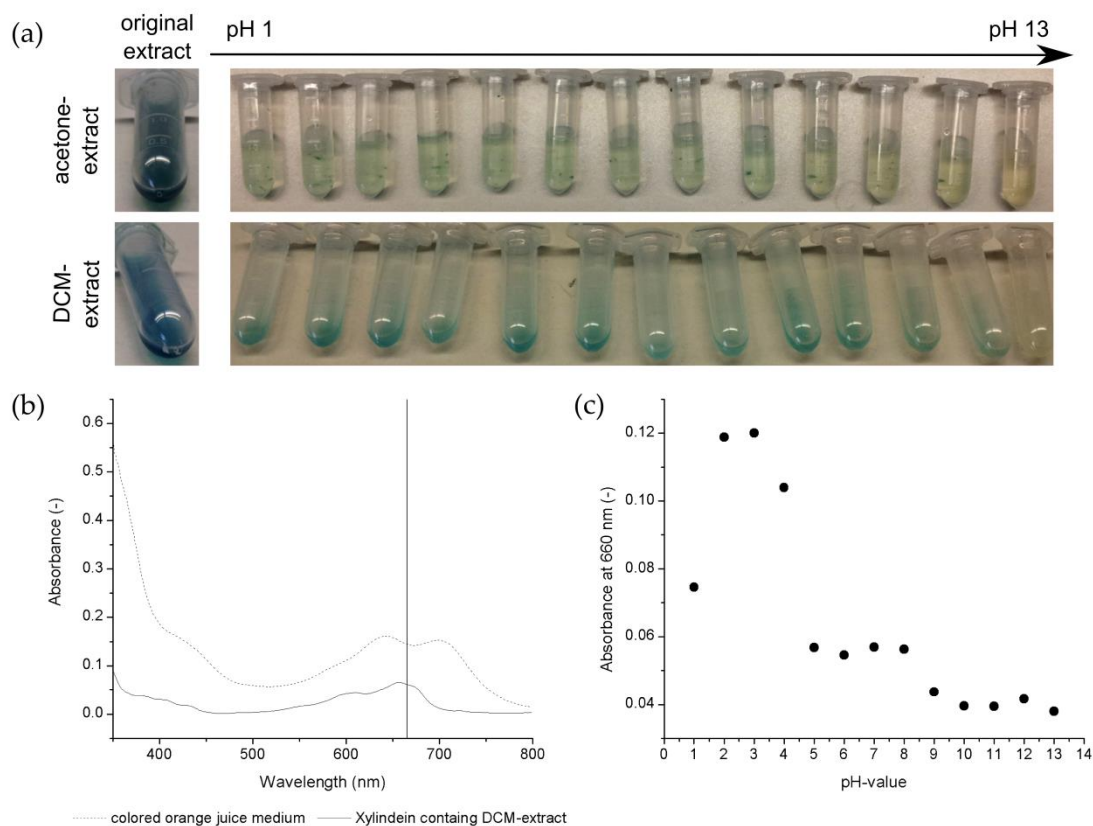 (a)
original
extract
pH 1
pH 13
acetone-
extract
DCM-
extract
(b)
0.6
0.5
0.4
0.3
0.2
0.1
0.0
Absorbance (-)
400
500
600
700
800
Wavelength (nm)
colored orange juice medium
Xylindein containg DCM-extract
(c)
0.12
0.10
0.08
0.06
0.04
Absorbance at 660 nm (-)
0 1 2 3 4 5 6 7 8 9 10 11 12 13 14
pH-value